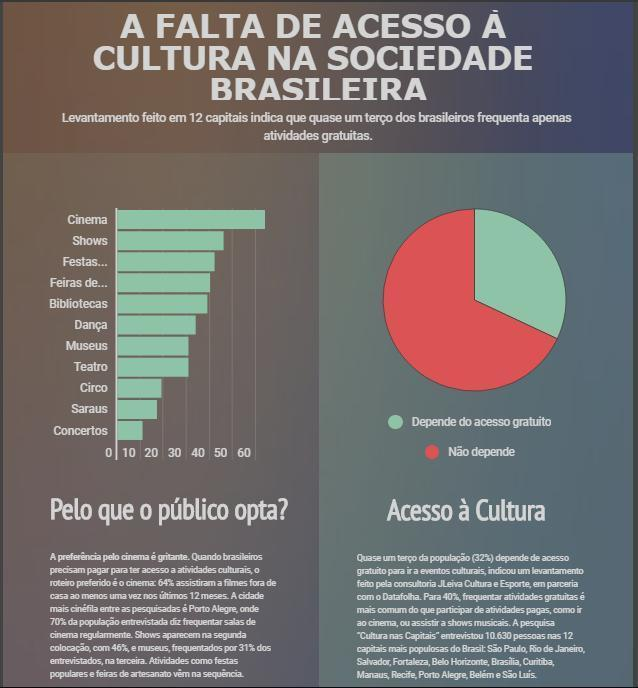 A FALTA DE ACESSO À
CULTURA NA SOCIEDADE
BRASILEIRA
Levantamento feito em 12 capitais indica que quase um terço dos brasileiros frequenta apenas
atividades gratuitas.
Cinema
Shows
Festas...
Feiras de...
Bibliotecas
Dança
Museus
Teatro
Circo
Saraus
Concertos
0 10 20 30 40 50 60
Depende do acesso gratuito
Não depende
Pelo que o público opta?
A preferência pelo cinema é gritante. Quando brasileiros
precisam pagar para ter acesso a atividades culturais, o
roteiro preferido é o cinema: 64% assistiram a filmes fora de
casa ao menos uma vez nos últimos 12 meses. A cidade
mais cinéfila entre as pesquisadas é Porto Alegre, onde
70% da população entrevistada diz frequentar salas de
cinema regularmente. Shows aparecem na segunda
colocação, com 46%, e museus, frequentados por 31% dos
entrevistados, na terceira. Atividades como festas
populares e feiras de artesanato vêm na sequência.
Acesso à Cultura
Quase um terço da população (32%) depende de acesso
gratuito para ir a eventos culturais, indicou um levantamento
feito pela consultoria JLeiva Cultura e Esporte, em parceria
com o Datafolha. Para 40%, frequentar atividades gratuitas é
mais comum do que participar de atividades pagas, como ir
ao cinema, ou assistir a shows musicais. A pesquisa
"Cultura nas Capitais" entrevistou 10.630 pessoas nas 12
capitais mais populosas do Brasil: São Paulo, Rio de Janeiro,
Salvador, Fortaleza, Belo Horizonte, Brasília, Curitiba,
Manaus, Recife, Porto Alegre, Belém e São Luís.